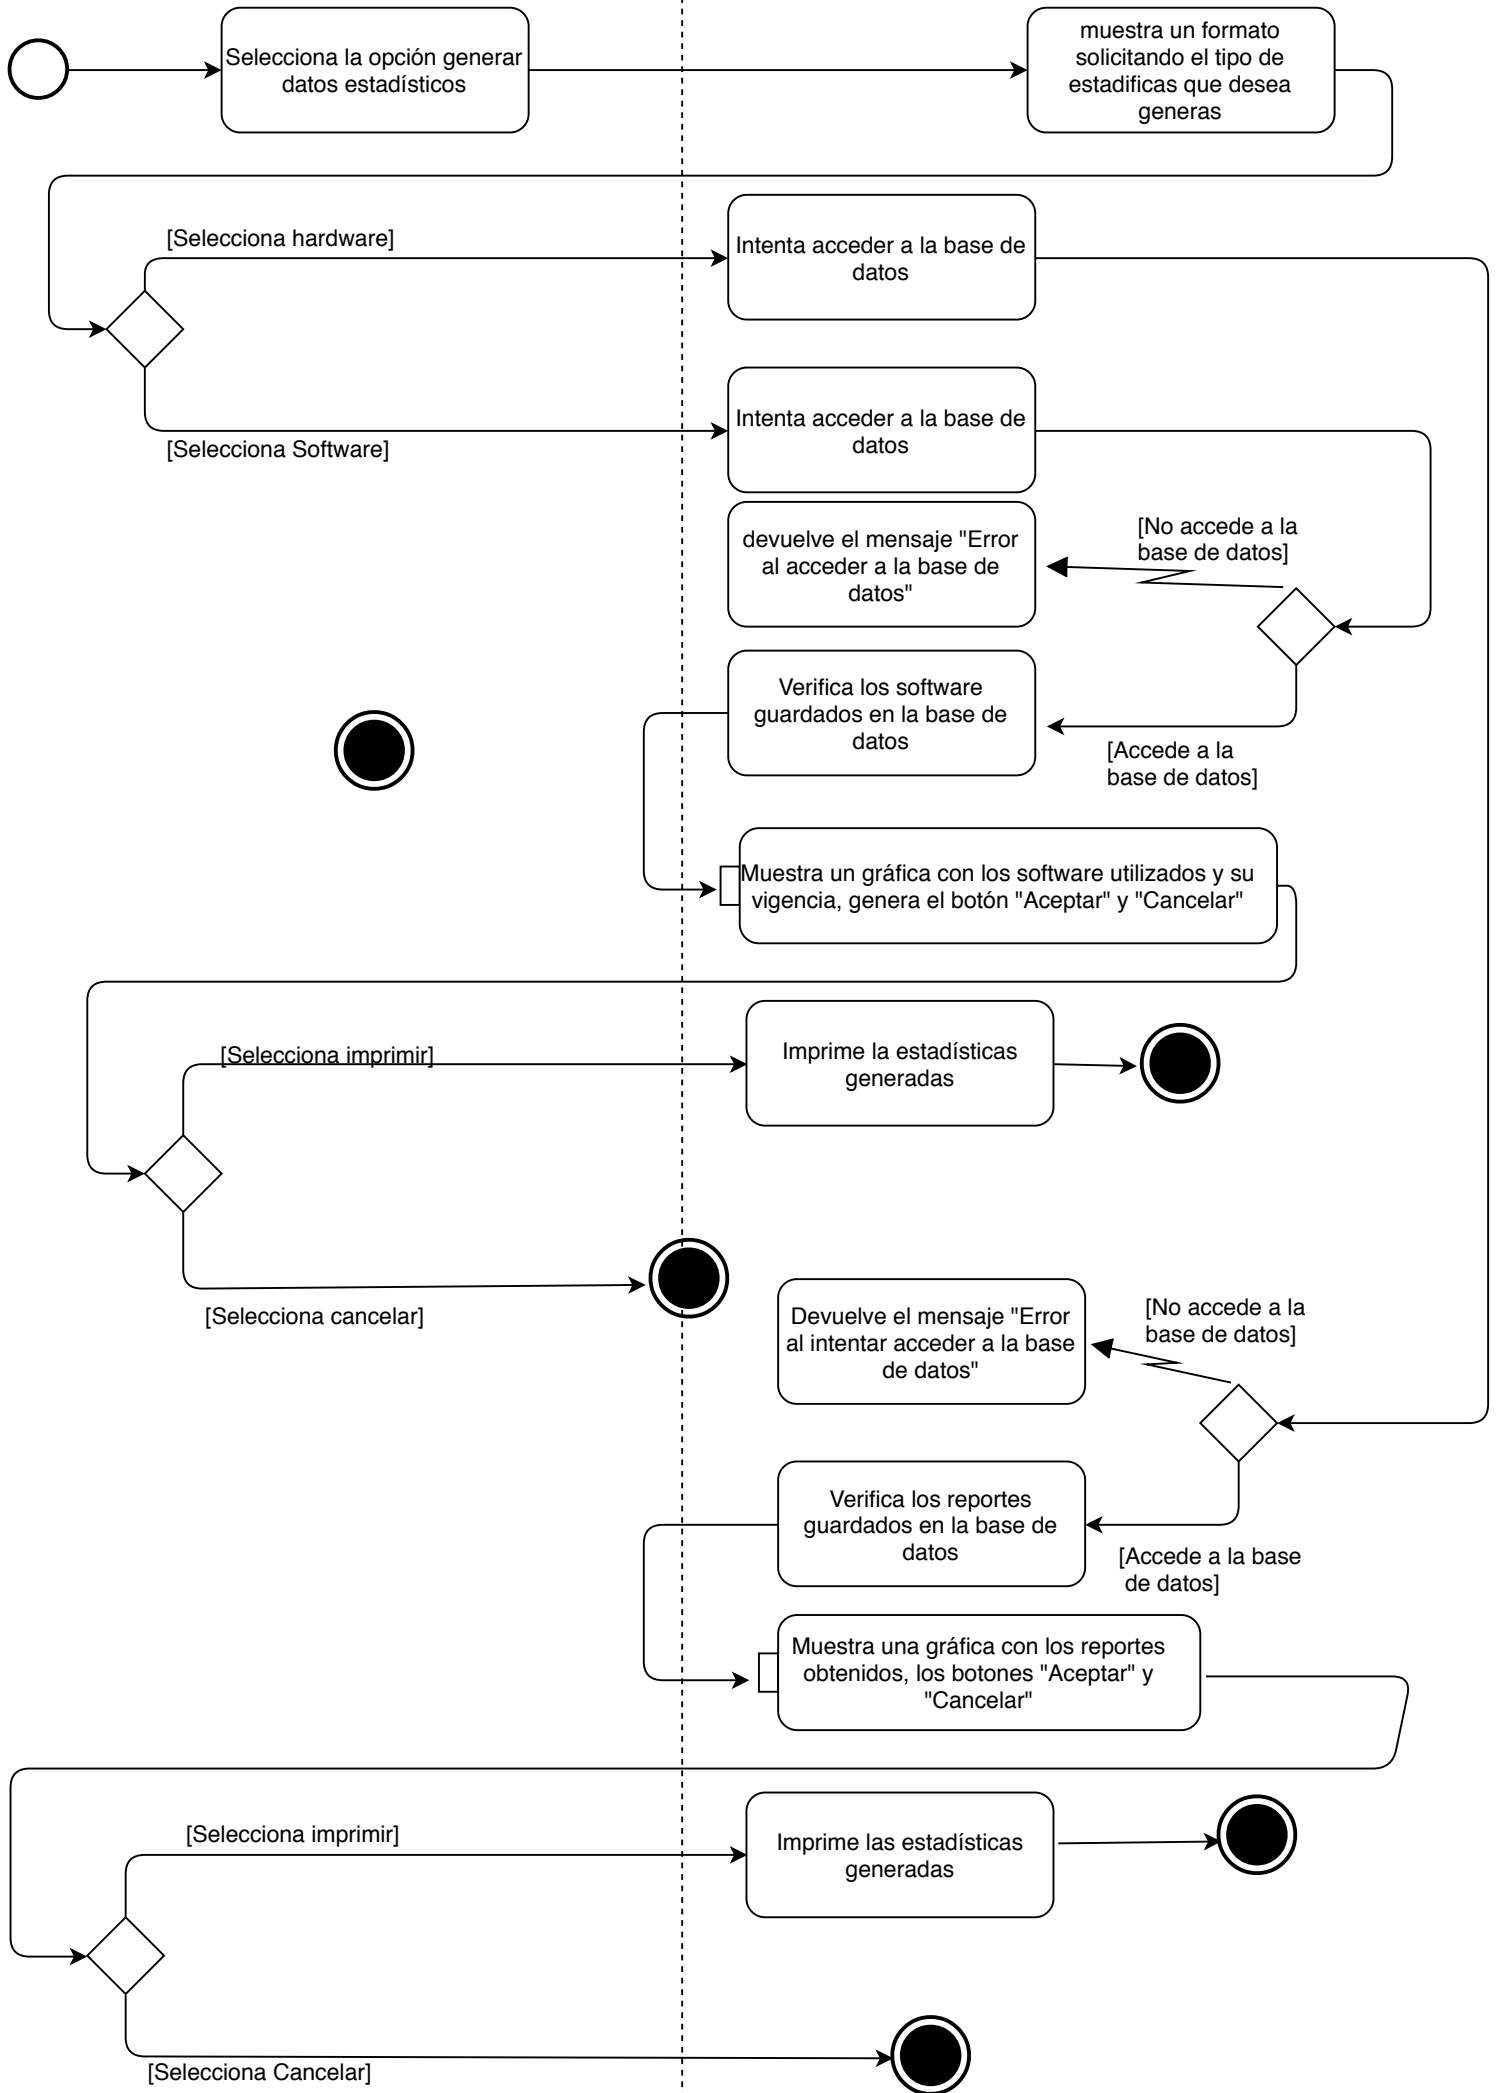 Selecciona la opción generar
datos estadísticos
muestra un formato
solicitando el tipo de
estadificas que desea
generas
[Selecciona hardware]
Intenta acceder a la base de
datos
Intenta acceder a la base de
datos
[Selecciona Software]
devuelve el mensaje "Error
al acceder a la base de
datos"
[No accede a la
base de datos]
Verifica los software
guardados en la base de
datos
[Accede a la
base de datos]
Muestra un gráfica con los software utilizados y su
vigencia, genera el botón "Aceptar" y "Cancelar"
[Selecciona imprimir]
Imprime la estadísticas
generadas
[Selecciona cancelar]
Devuelve el mensaje "Error
al intentar acceder a la base
de datos"
[No accede a la
base de datos]
Verifica los reportes
guardados en la base de
datos
[Accede a la base
de datos]
Muestra una gráfica con los reportes
obtenidos, los botones "Aceptar" y
"Cancelar"
[Selecciona imprimir]
Imprime las estadísticas
generadas
[Selecciona Cancelar]